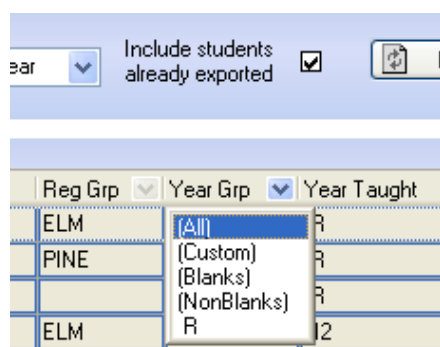 ear Include students already exported
Reg Grp Year Grp Year Taught
ELM (All) R
PINE (Custom) R
(Blanks)
(NonBlanks) R
R
ELM 12